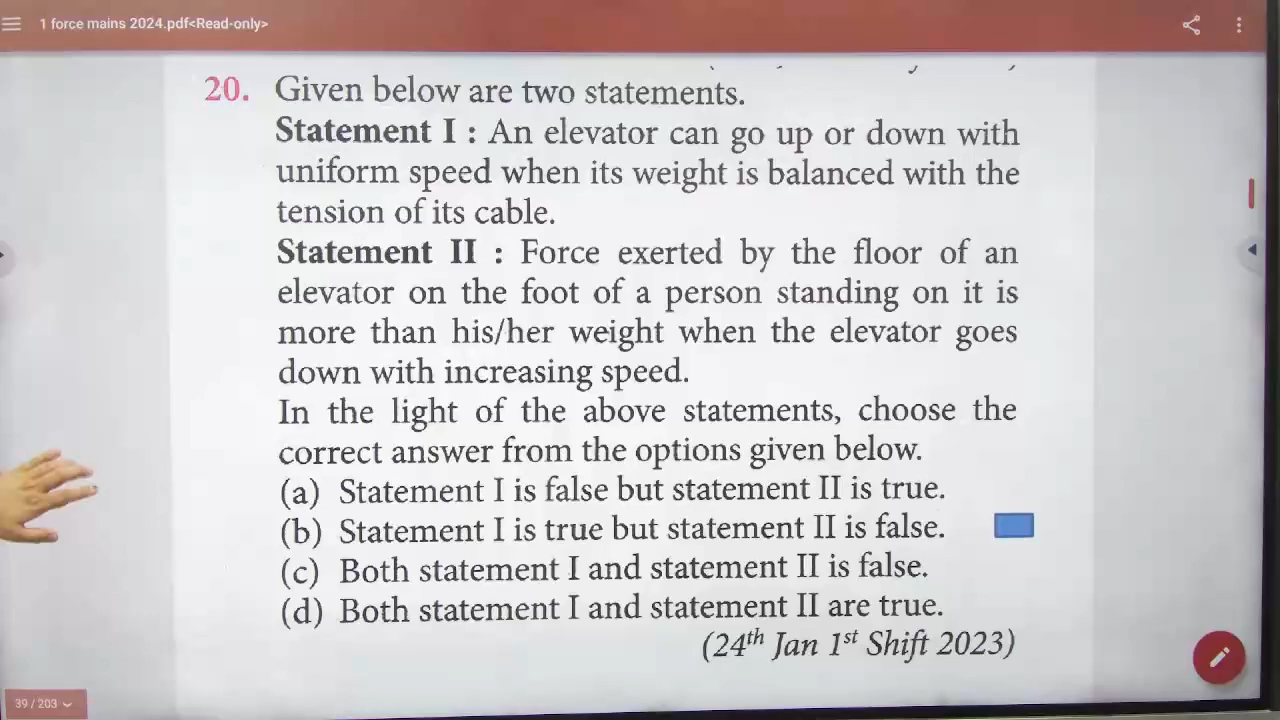 1 force mains 2024.pdf<Read-only>
20. Given below are two statements.
Statement I : An elevator can go up or down with
uniform speed when its weight is balanced with the
tension of its cable.
Statement II : Force exerted by the floor of an
elevator on the foot of a person standing on it is
more than his/her weight when the elevator goes
down with increasing speed.
In the light of the above statements, choose the
correct answer from the options given below.
(a) Statement I is false but statement II is true.
(b) Statement I is true but statement II is false.
(c) Both statement I and statement II is false.
(d) Both statement I and statement II are true.
(24th Jan 1st Shift 2023)
39 / 203